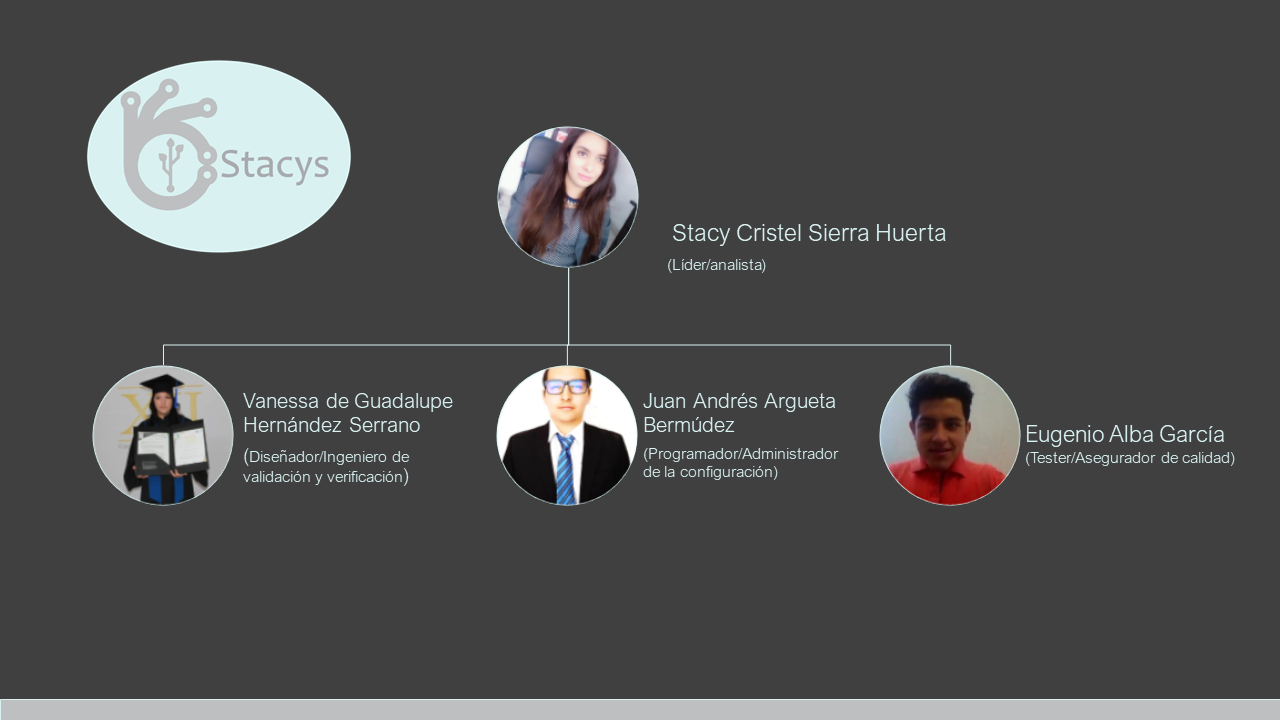 Stacys
Stacy Cristel Sierra Huerta
(Líder/analista)
Vanessa de Guadalupe
Hernández Serrano
(Diseñador/Ingeniero de
validación y verificación)
Juan Andrés Argueta
Bermúdez
(Programador/Administrador
de la configuración)
Eugenio Alba García
(Tester/Asegurador de calidad)